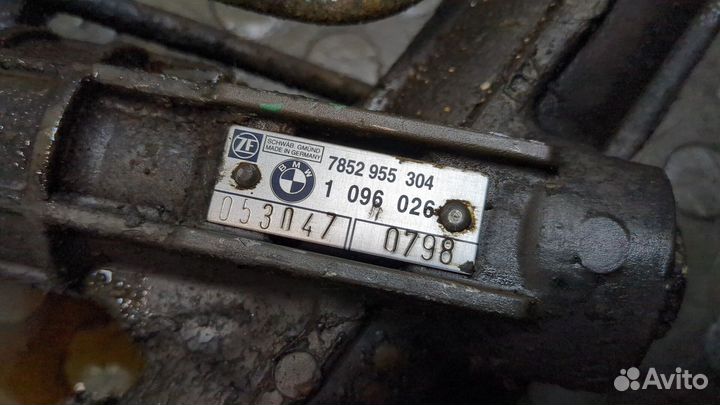 ZF
SCHWÄB. GMÜND
MADE IN GERMANY
BMW
7852 955 304
1 096 026
053047
0798
Avito